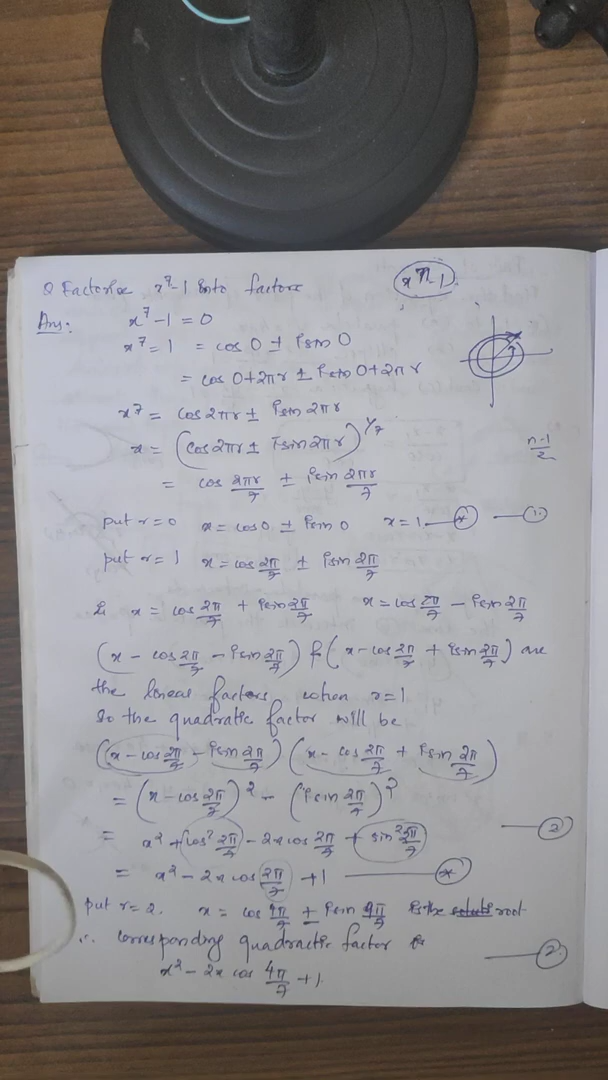 Q Factorise x⁷-1 into factors
(x⁷-1)
Ans: x⁷-1 = 0
x⁷ = 1 = cos 0 ± i sin 0
= cos 0+2πr ± i sin 0+2πr
x⁷ = cos 2πr ± i sin 2πr
x = (cos 2πr ± i sin 2πr)^1/7
n-1/2
= cos 2πr/7 ± i sin 2πr/7
put r=0 x = cos 0 ± i sin 0 x = 1 — * — 1
put r=1 x = cos 2π/7 ± i sin 2π/7
x = cos 2π/7 + i sin 2π/7 x = cos 2π/7 - i sin 2π/7
(x - cos 2π/7 - i sin 2π/7) & (x - cos 2π/7 + i sin 2π/7) are
the linear factors when r=1
So the quadratic factor will be
(x - cos 2π/7 - i sin 2π/7) (x - cos 2π/7 + i sin 2π/7)
= (x - cos 2π/7)² - (i sin 2π/7)²
= x² + cos² 2π/7 - 2x cos 2π/7 + sin² 2π/7 — 2
= x² - 2x cos 2π/7 + 1 — *
put r=2. x = cos 4π/7 ± i sin 4π/7 is the root
∴ corresponding quadractic factor is
x² - 2x cos 4π/7 + 1 — 2